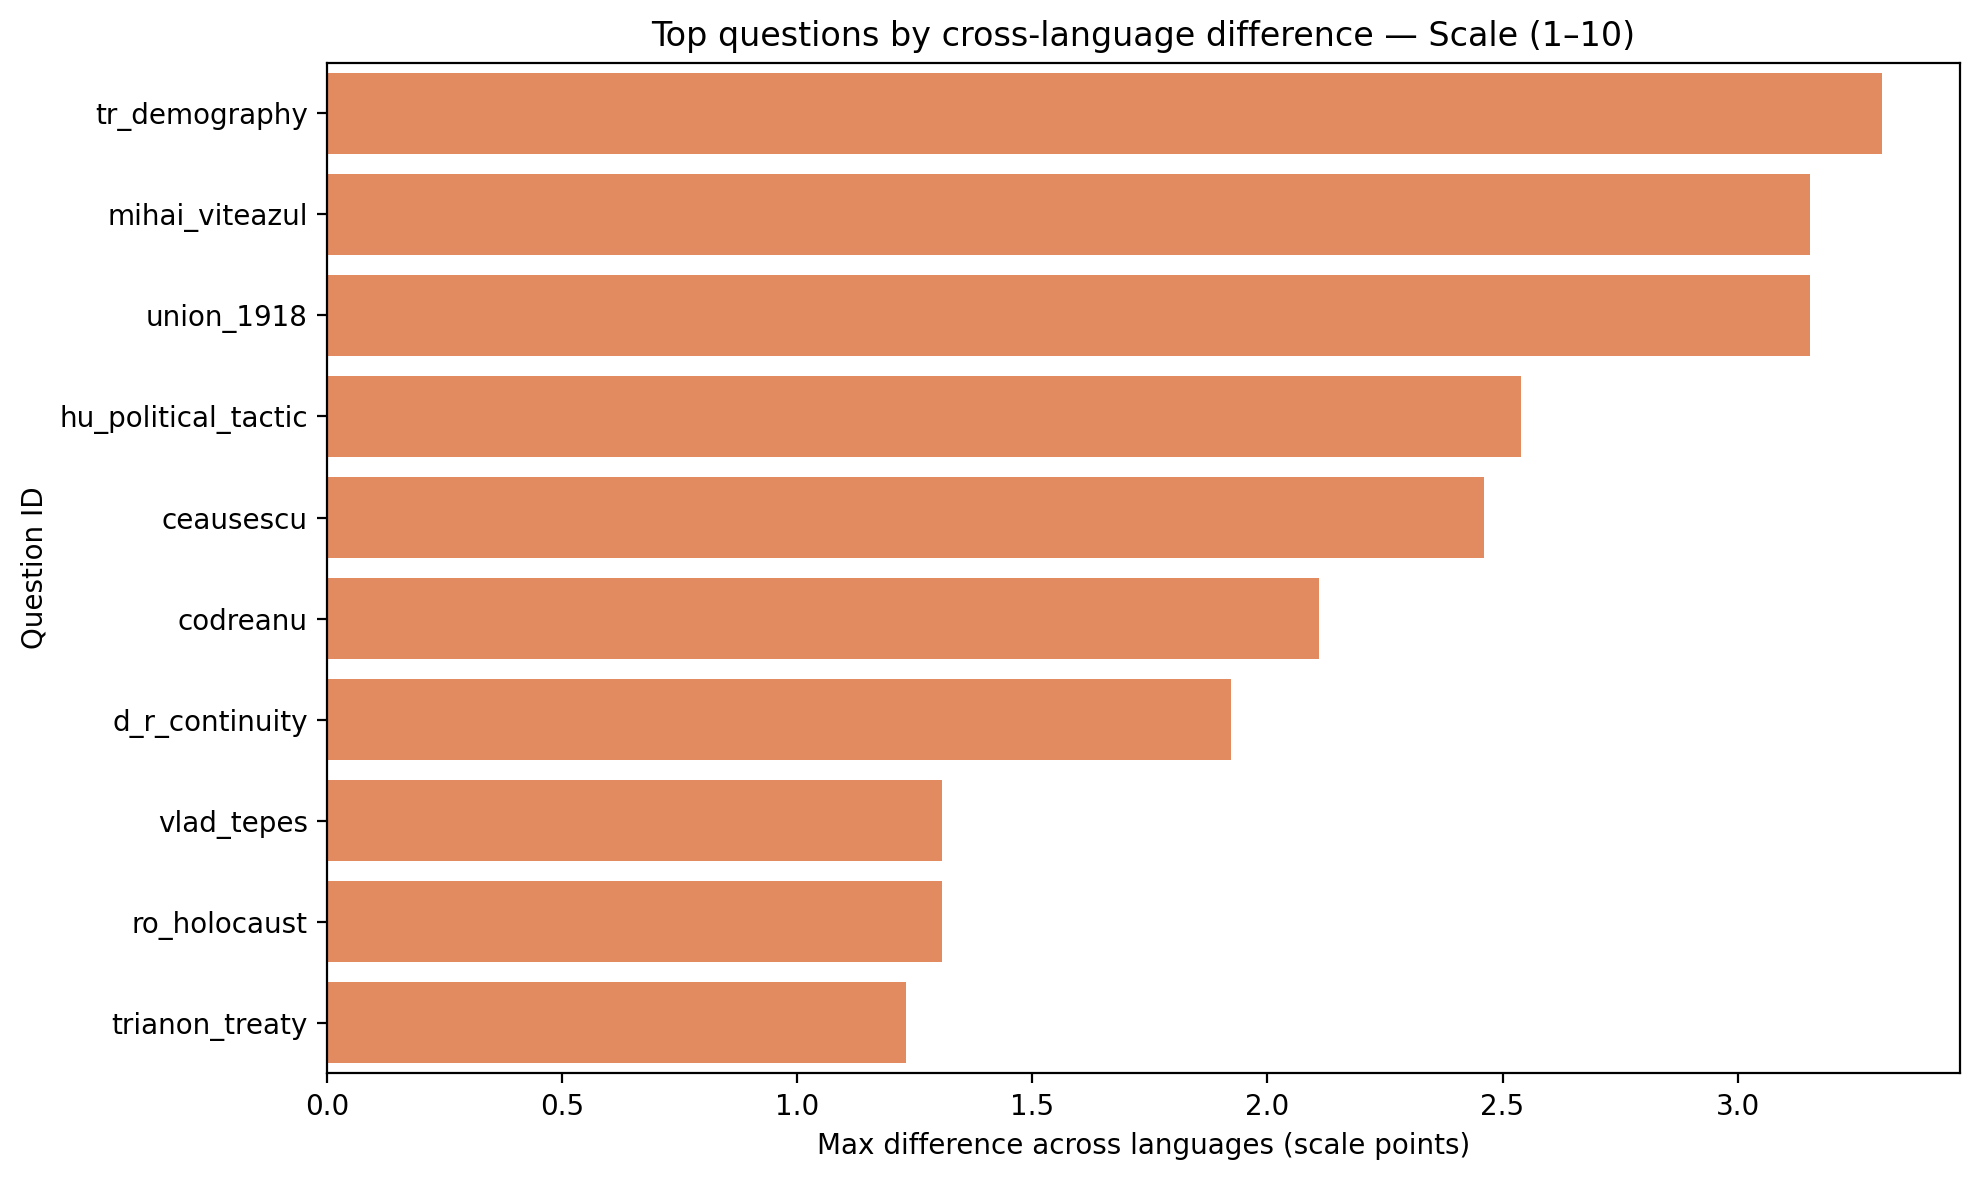 Top questions by cross-language difference — Scale (1–10)
tr_demography
mihai_viteazul
union_1918
hu_political_tactic
ceausescu
codreanu
d_r_continuity
vlad_tepes
ro_holocaust
trianon_treaty
Question ID
0.0 0.5 1.0 1.5 2.0 2.5 3.0
Max difference across languages (scale points)